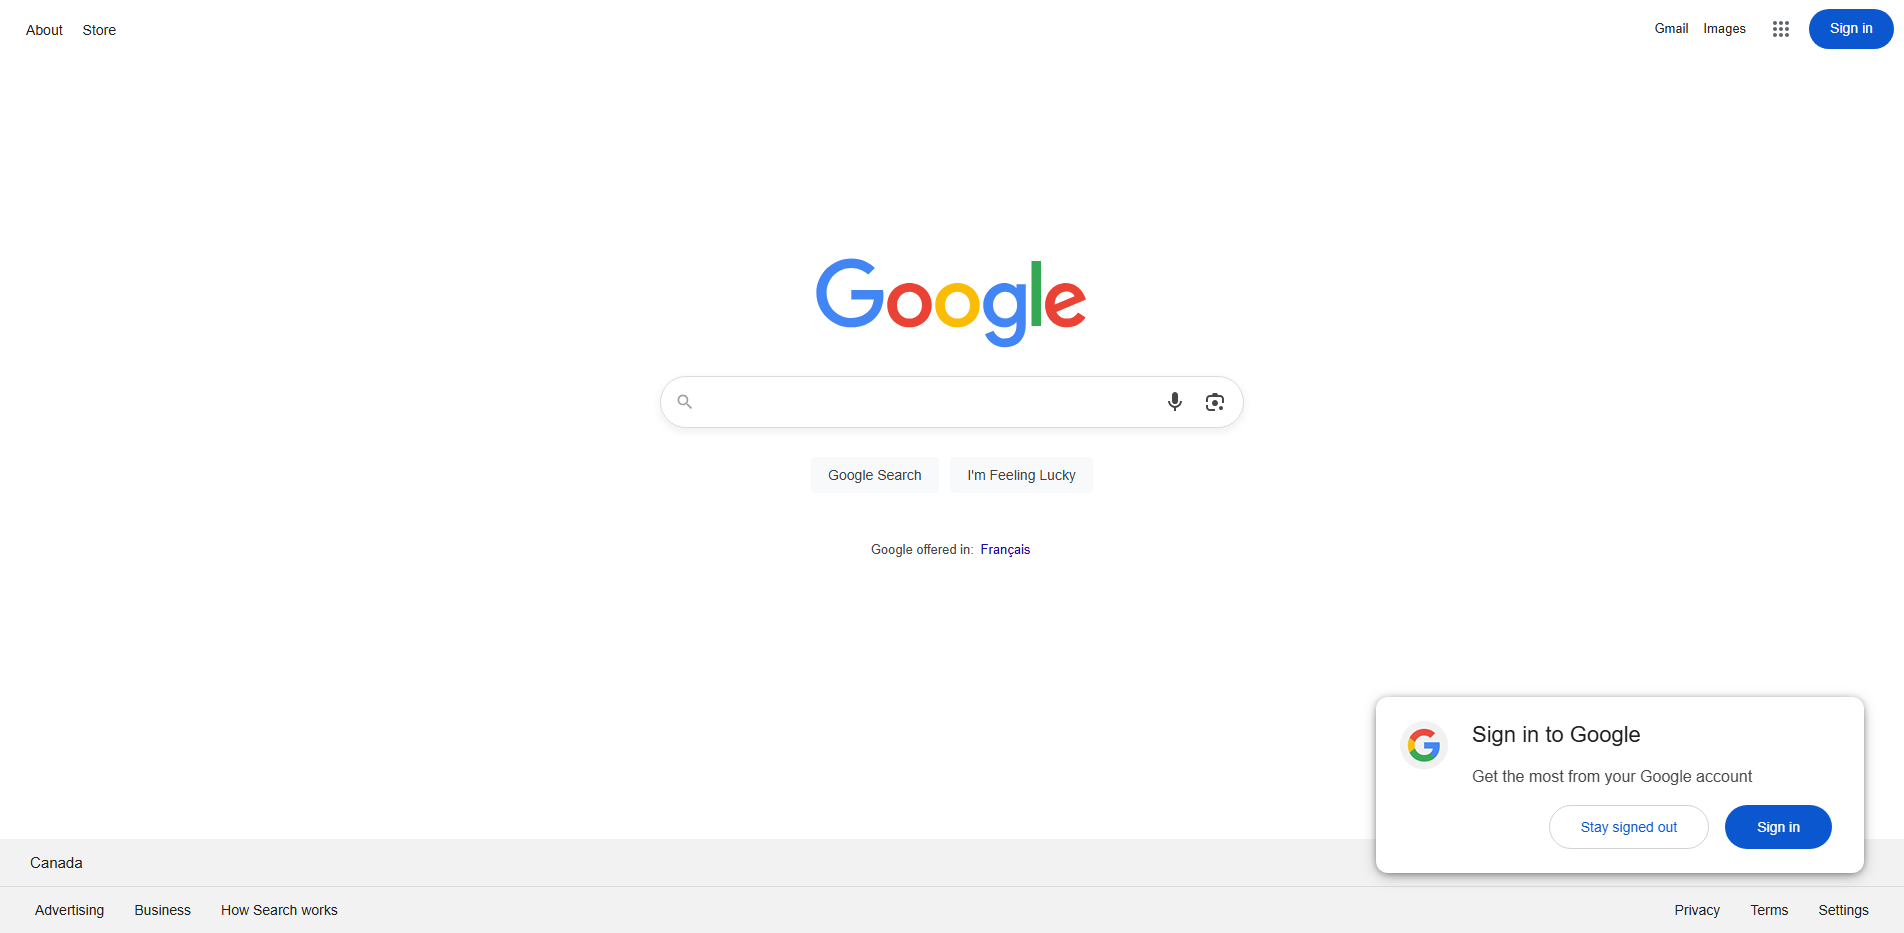 About Store Gmail Images Sign in
Google
Google Search I'm Feeling Lucky
Google offered in: Français
Sign in to Google
Get the most from your Google account
Stay signed out Sign in
Canada
Advertising Business How Search works Privacy Terms Settings